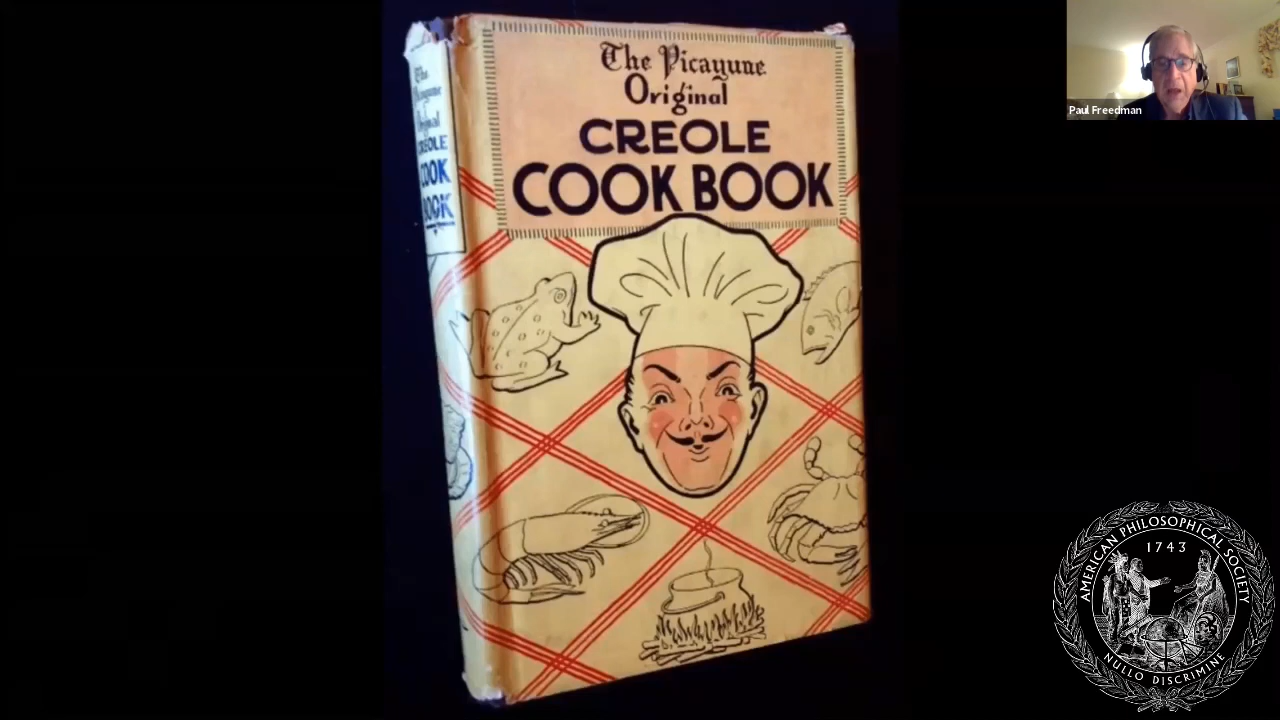 The Picayune
Original
CREOLE
COOK BOOK
The
Picayune
Original
CREOLE
COOK
BOOK
Paul Freedman
AMERICAN PHILOSOPHICAL SOCIETY
1743
NULLO DISCRIMINE